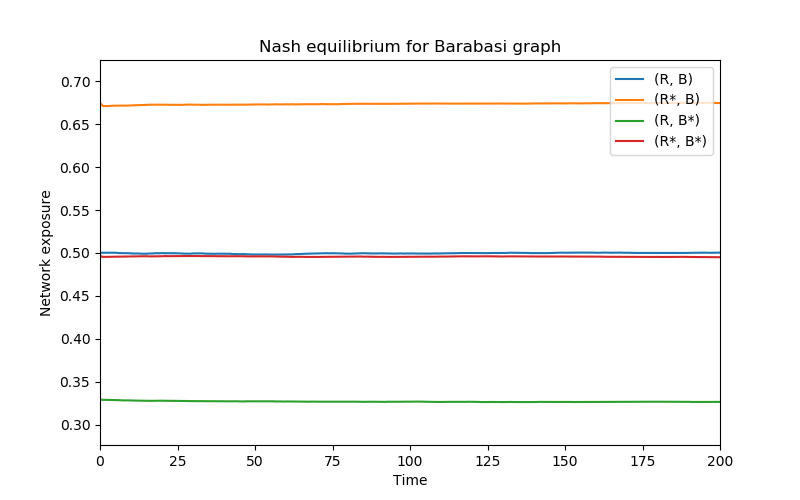 Nash equilibrium for Barabasi graph
(R, B)
(R*, B)
(R, B*)
(R*, B*)
0.70
0.65
0.60
0.55
0.50
0.45
0.40
0.35
0.30
Network exposure
0 25 50 75 100 125 150 175 200
Time